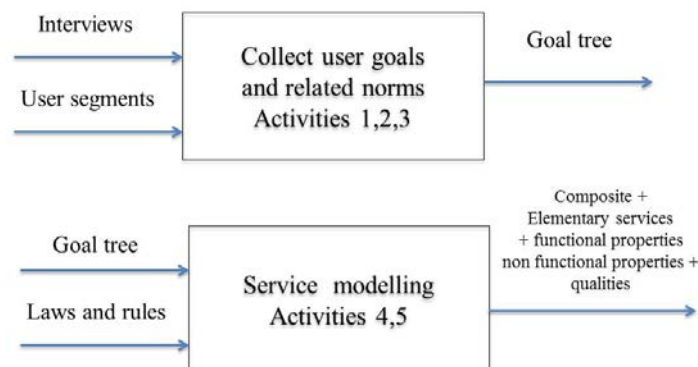 Interviews
User segments
Collect user goals
and related norms
Activities 1,2,3
Goal tree
Goal tree
Laws and rules
Service modelling
Activities 4,5
Composite +
Elementary services
+ functional properties
non functional properties +
qualities